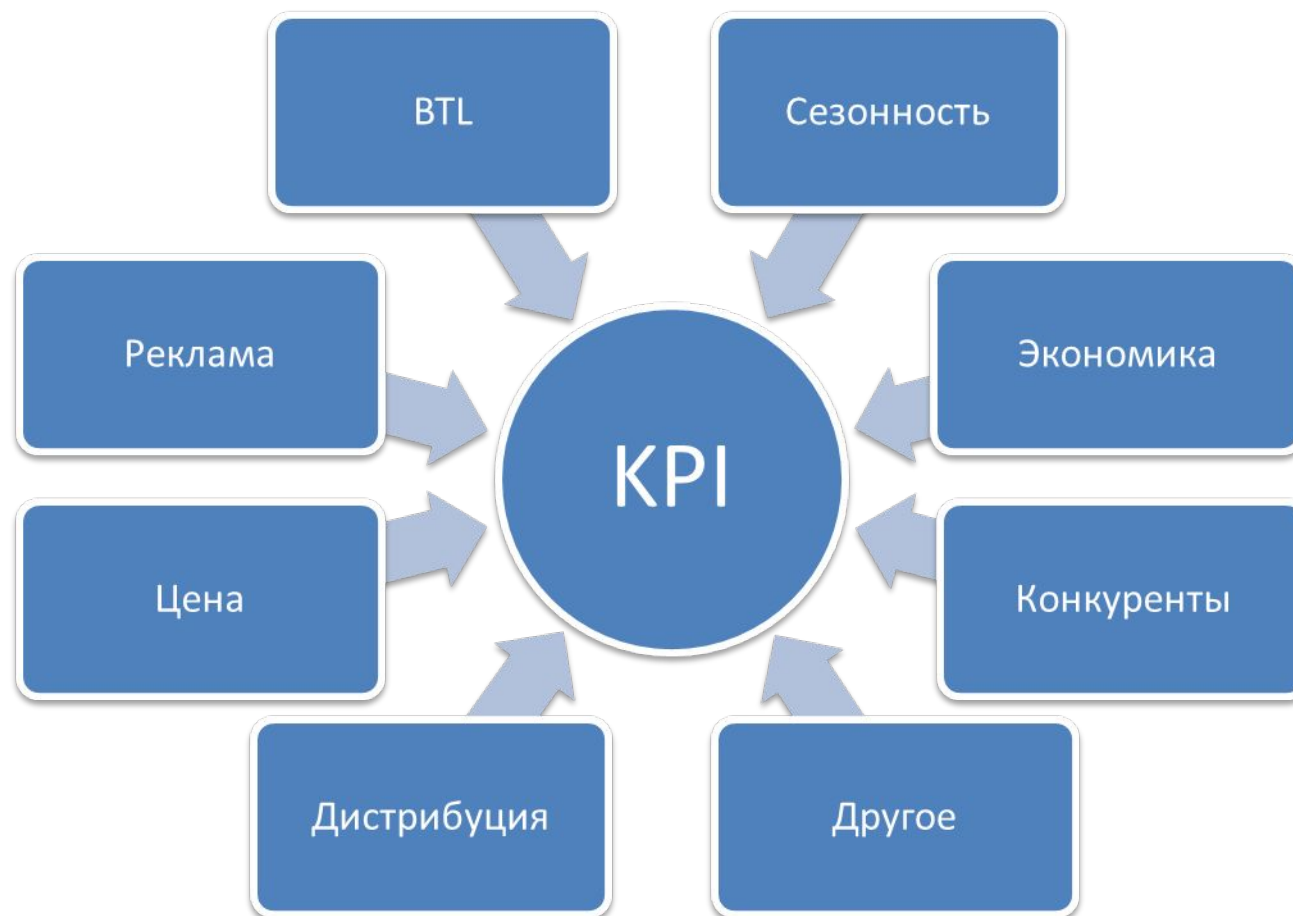 BTL
Сезонность
Реклама
Экономика
KPI
Цена
Конкуренты
Дистрибуция
Другое